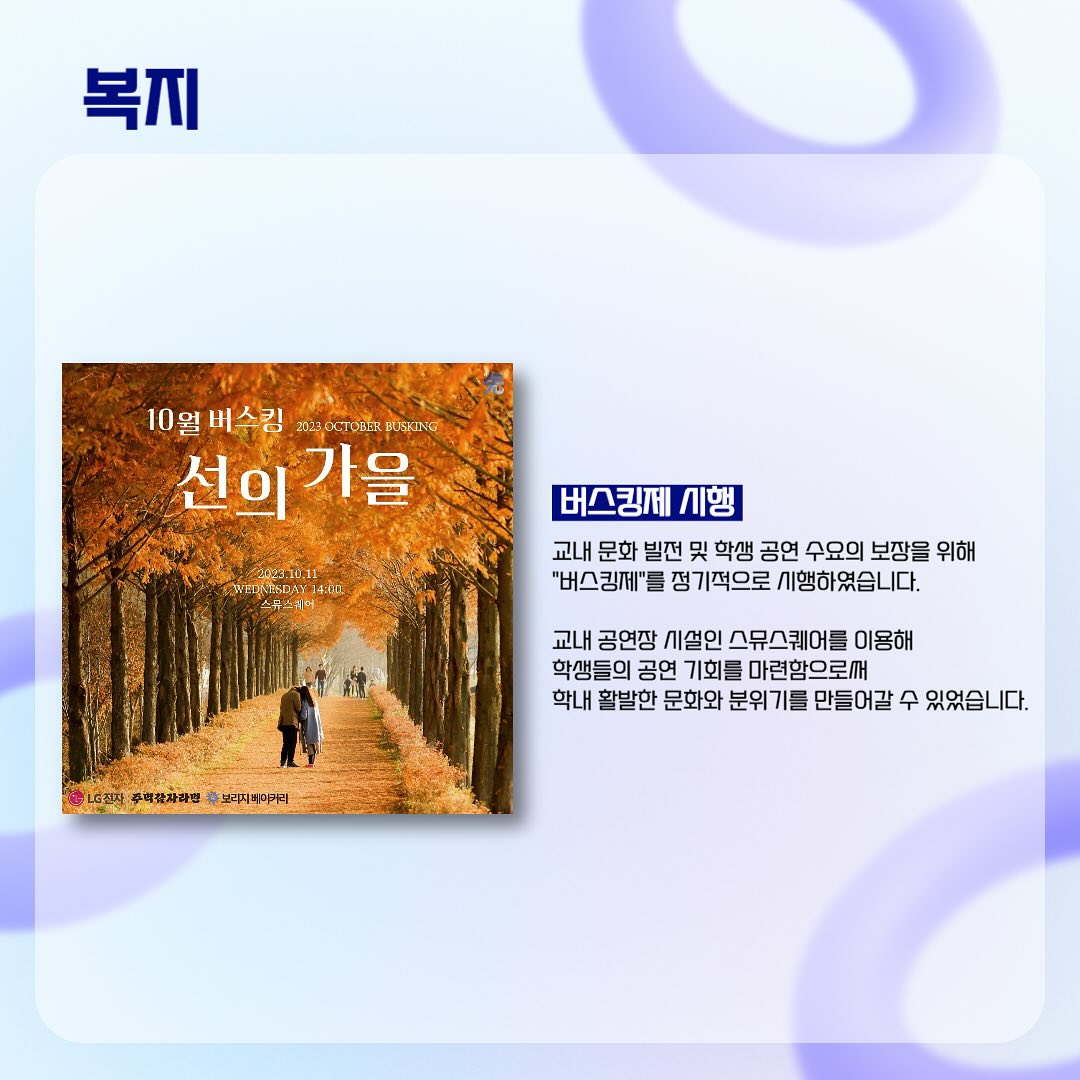 복지
10월 버스킹 2023 OCTOBER BUSKING
선의 가을
2023.10.11
WEDNESDAY 14:00
스뮤스퀘어
LG전자 주먹감자라면 보리지 베이커리
버스킹제 시행
교내 문화 발전 및 학생 공연 수요의 보장을 위해
"버스킹제"를 정기적으로 시행하였습니다.
교내 공연장 시설인 스뮤스퀘어를 이용해
학생들의 공연 기회를 마련함으로써
학내 활발한 문화와 분위기를 만들어갈 수 있었습니다.